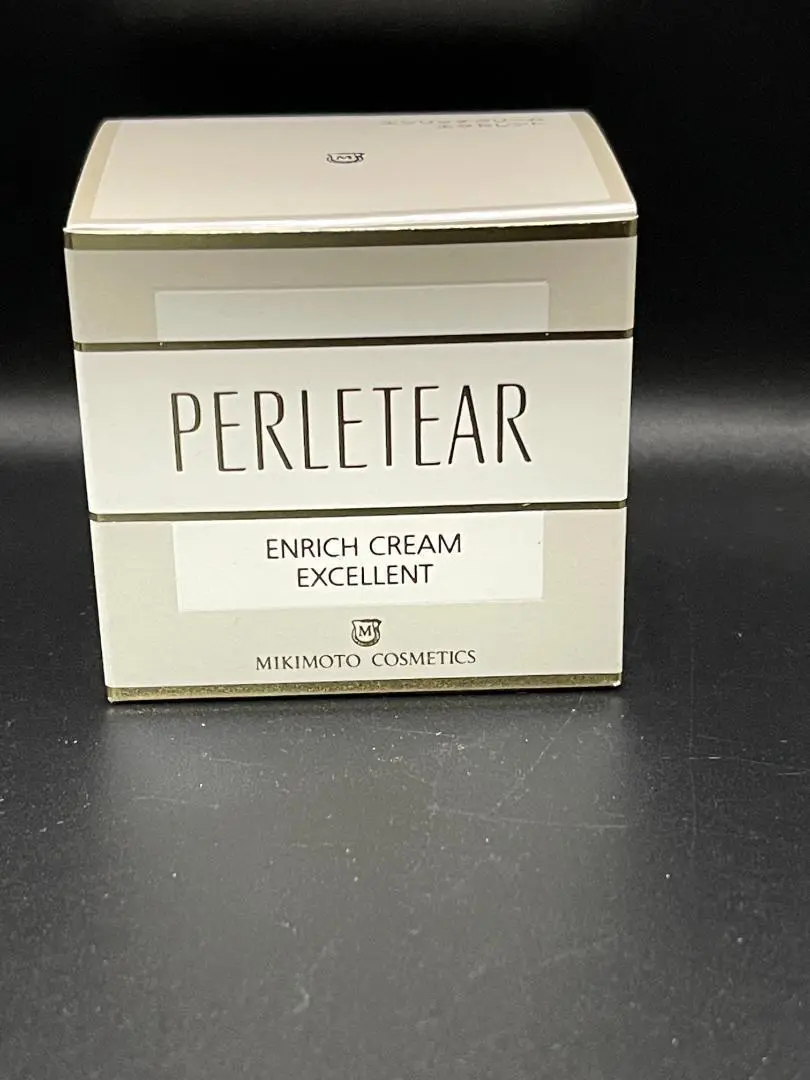 M
PERLETEAR
ENRICH CREAM
EXCELLENT
M
MIKIMOTO COSMETICS